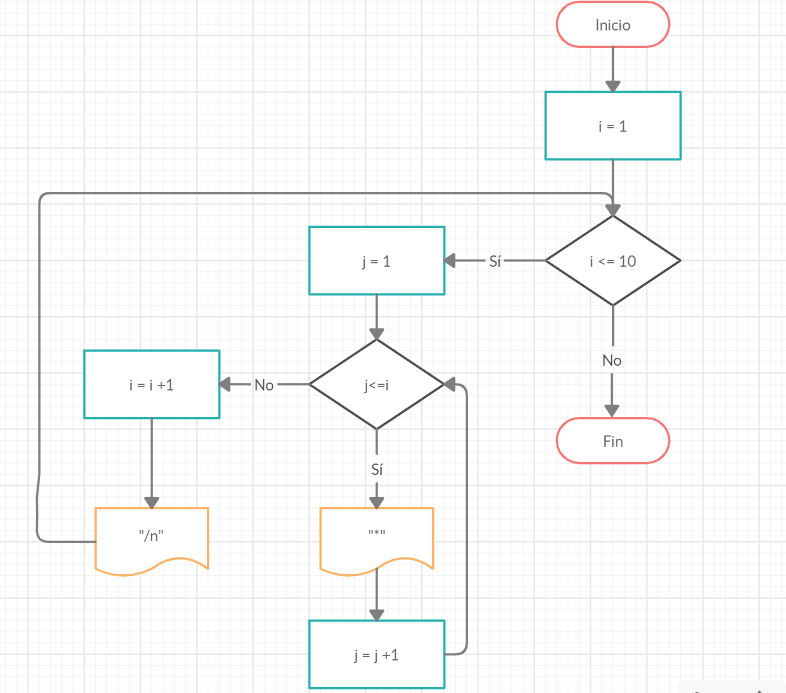 Inicio
i = 1
i <= 10
Sí
j = 1
No
j<=i
No
i = i +1
Fin
Sí
"/n"
"*"
j = j +1